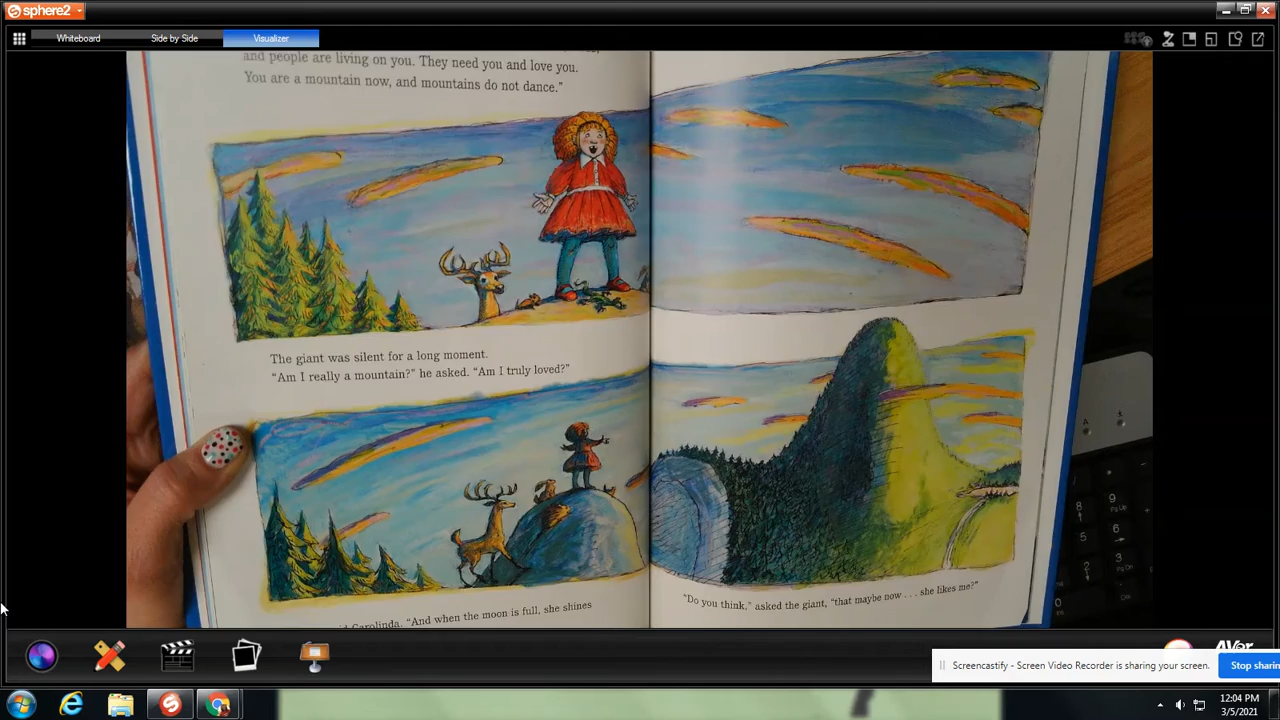 sphere2
Whiteboard
Side by Side
Visualizer
and people are living on you. They need you and love you.
You are a mountain now, and mountains do not dance."
The giant was silent for a long moment.
"Am I really a mountain?" he asked. "Am I truly loved?"
Carolinda. "And when the moon is full, she shines
"Do you think," asked the giant, "that maybe now . . . she likes me?"
AVer
Screencastify - Screen Video Recorder is sharing your screen.
Stop sharin
12:04 PM
3/5/2021